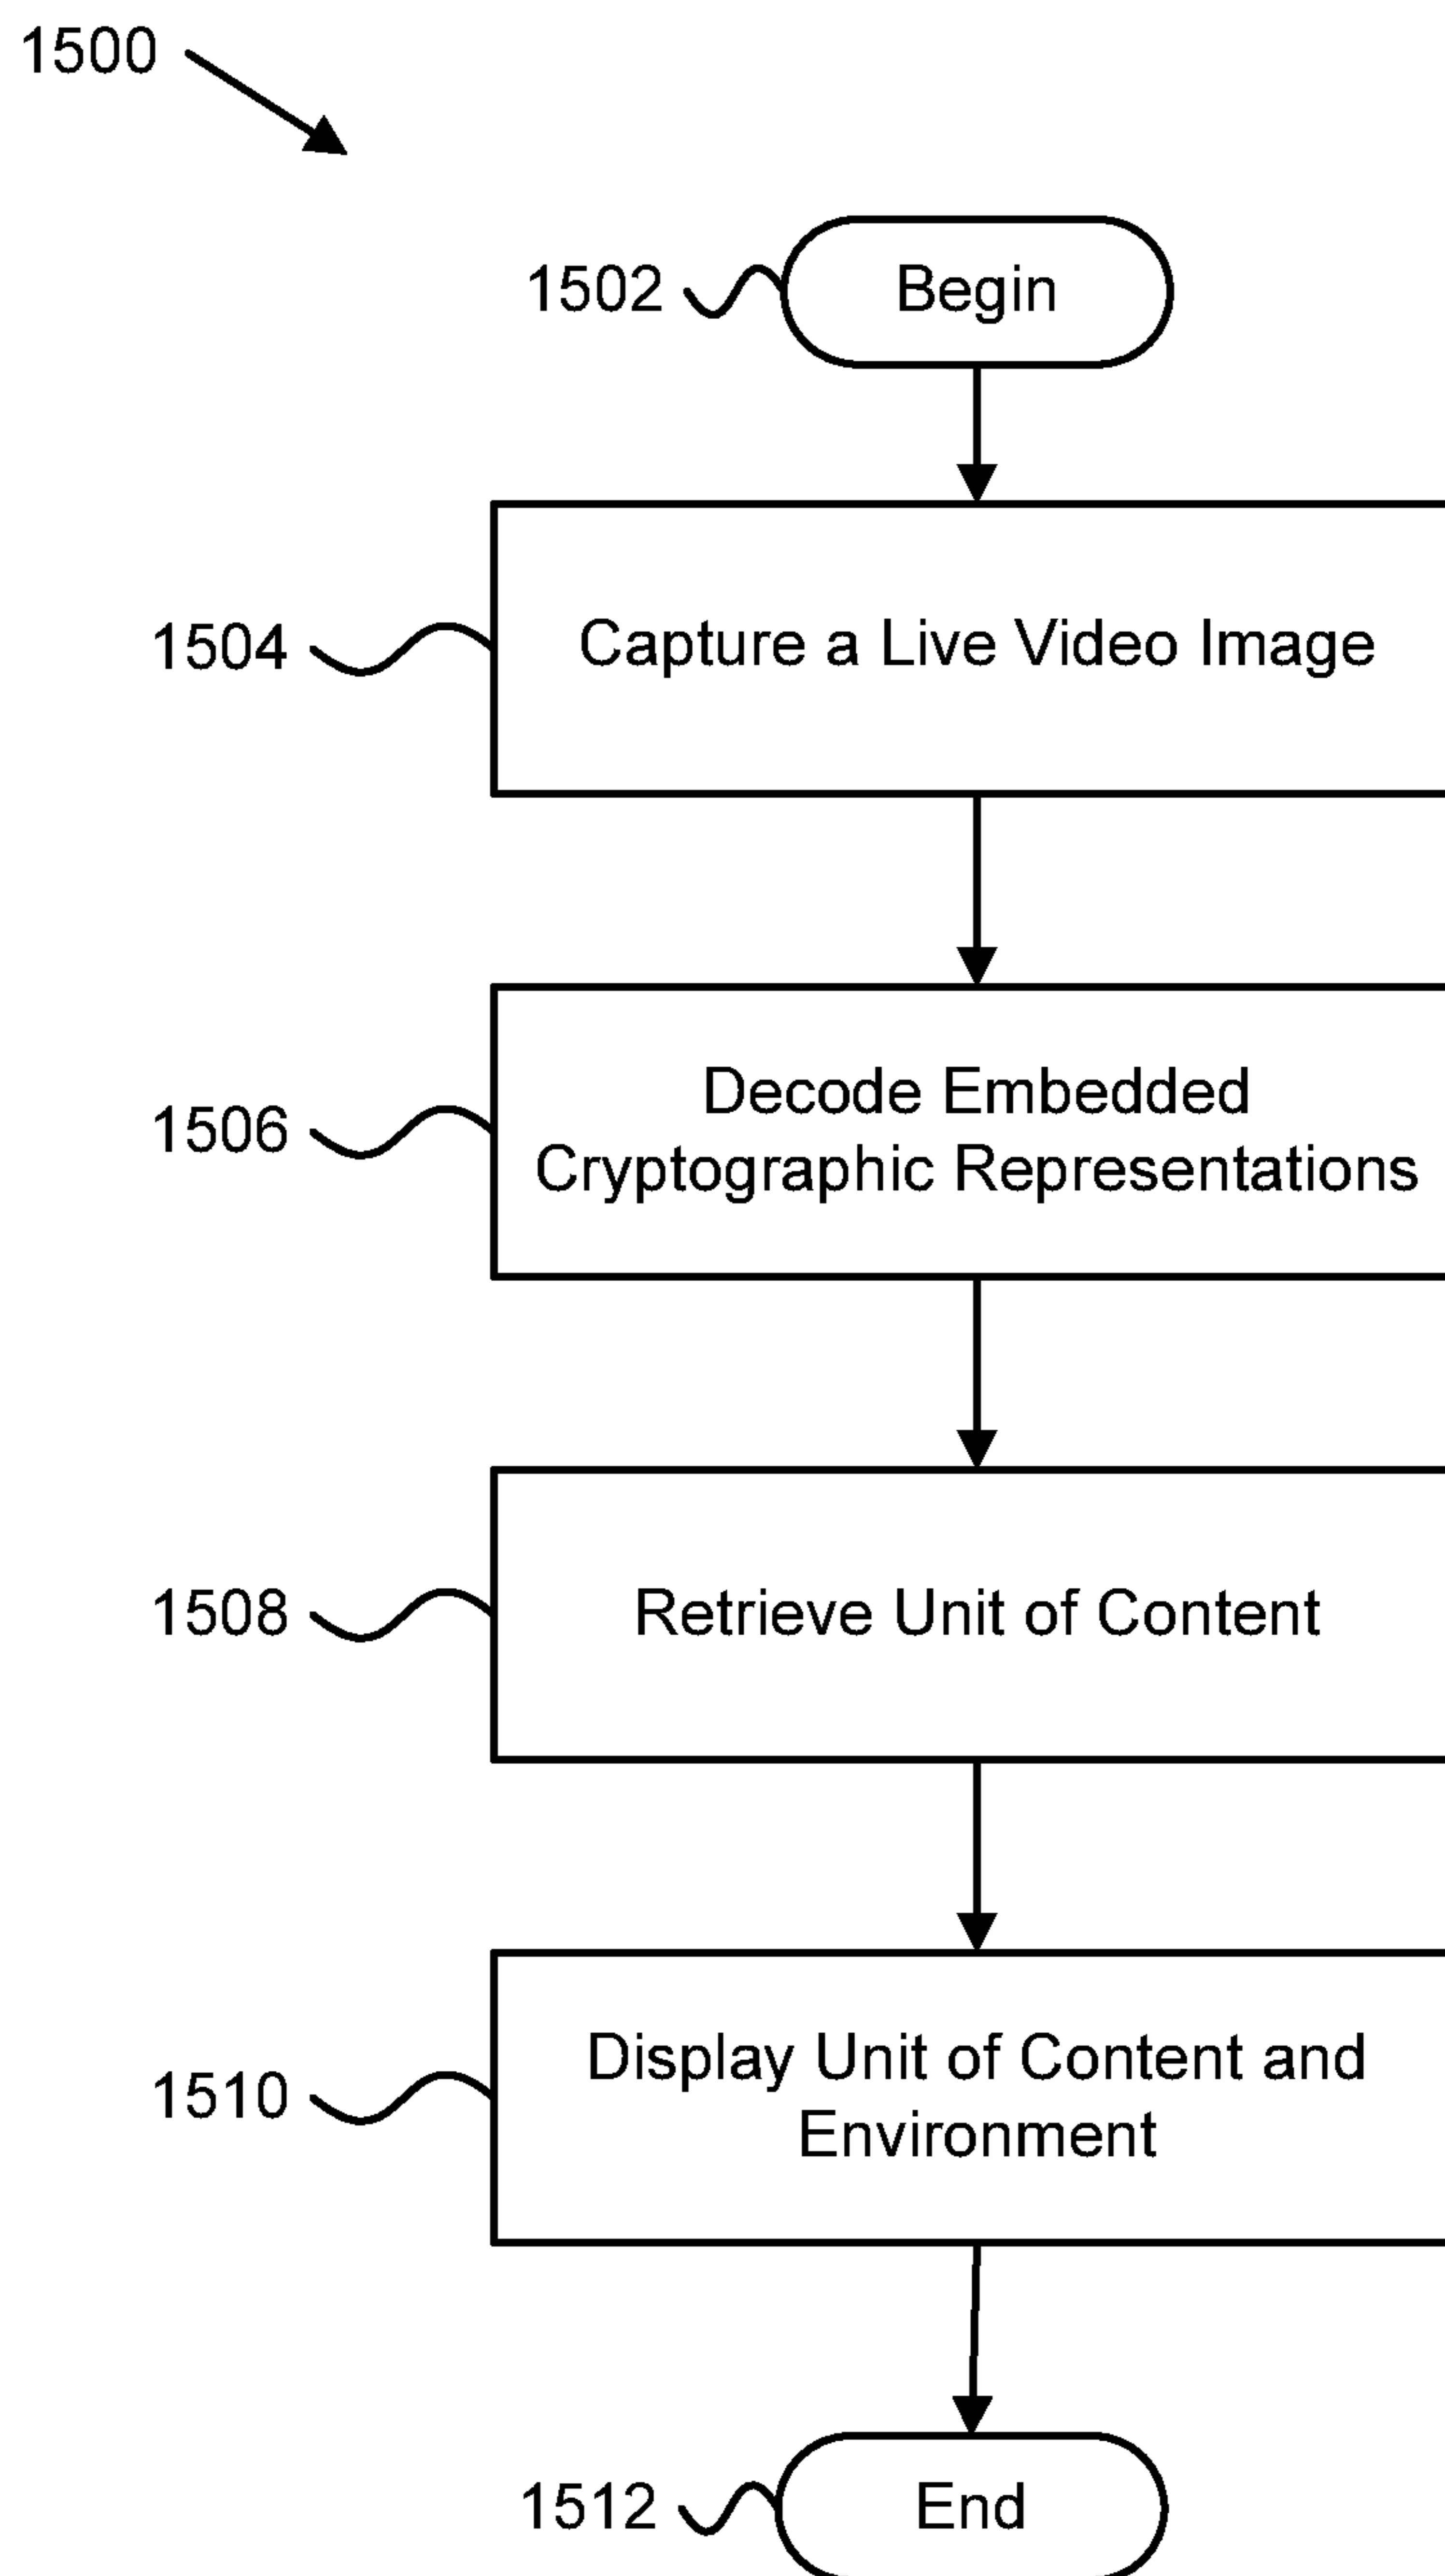 1500
1502
Begin
1504
Capture a Live Video Image
1506
Decode Embedded
Cryptographic Representations
1508
Retrieve Unit of Content
1510
Display Unit of Content and
Environment
1512
End